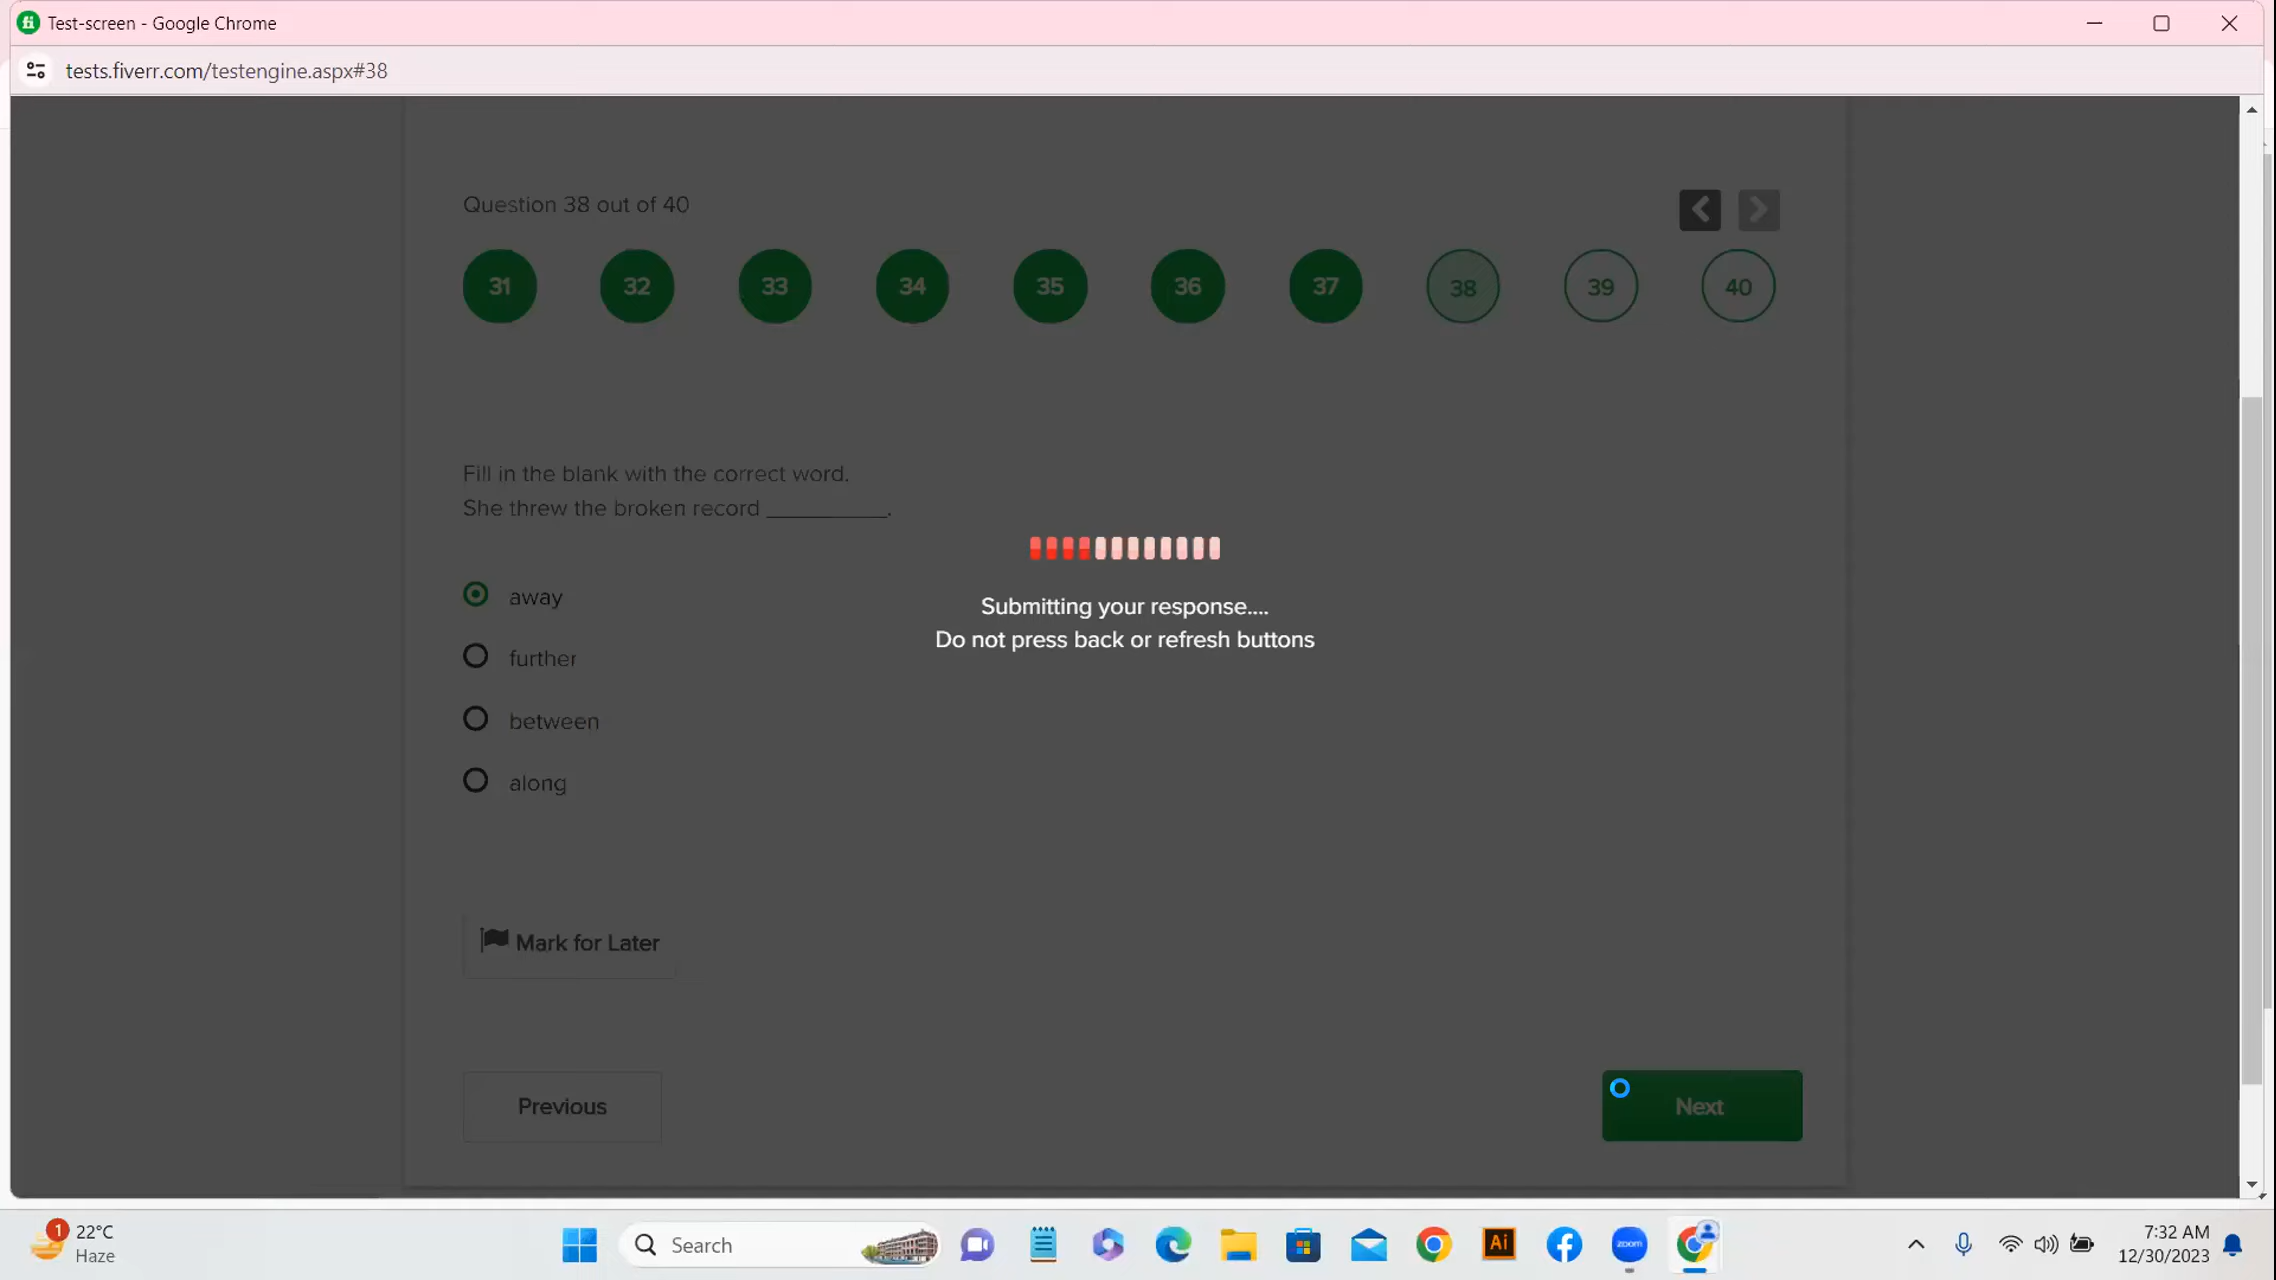 Test-screen - Google Chrome
tests.fiverr.com/testengine.aspx#38
Question 38 out of 40
31 32 33 34 35 36 37 38 39 40
Fill in the blank with the correct word.
She threw the broken record __________.
away
further
between
along
Submitting your response....
Do not press back or refresh buttons
Mark for Later
Previous
Next
1
22°C
Haze
Search
Ai
zoom
7:32 AM
12/30/2023